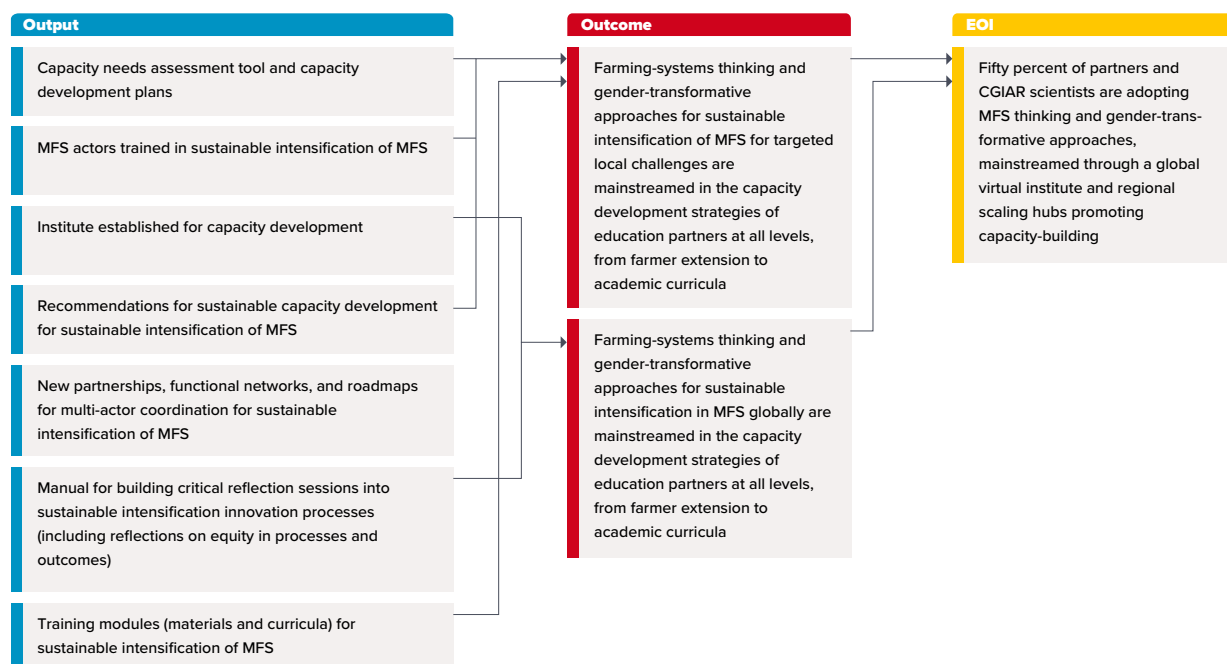 Output
Capacity needs assessment tool and capacity
development plans
MFS actors trained in sustainable intensification of MFS
Institute established for capacity development
Recommendations for sustainable capacity development
for sustainable intensification of MFS
New partnerships, functional networks, and roadmaps
for multi-actor coordination for sustainable
intensification of MFS
Manual for building critical reflection sessions into
sustainable intensification innovation processes
(including reflections on equity in processes and
outcomes)
Training modules (materials and curricula) for
sustainable intensification of MFS
Outcome
Farming-systems thinking and
gender-transformative
approaches for sustainable
intensification of MFS for targeted
local challenges are
mainstreamed in the capacity
development strategies of
education partners at all levels,
from farmer extension to
academic curricula
Farming-systems thinking and
gender-transformative
approaches for sustainable
intensification in MFS globally are
mainstreamed in the capacity
development strategies of
education partners at all levels,
from farmer extension to
academic curricula
EOI
Fifty percent of partners and
CGIAR scientists are adopting
MFS thinking and gender-trans-
formative approaches,
mainstreamed through a global
virtual institute and regional
scaling hubs promoting
capacity-building